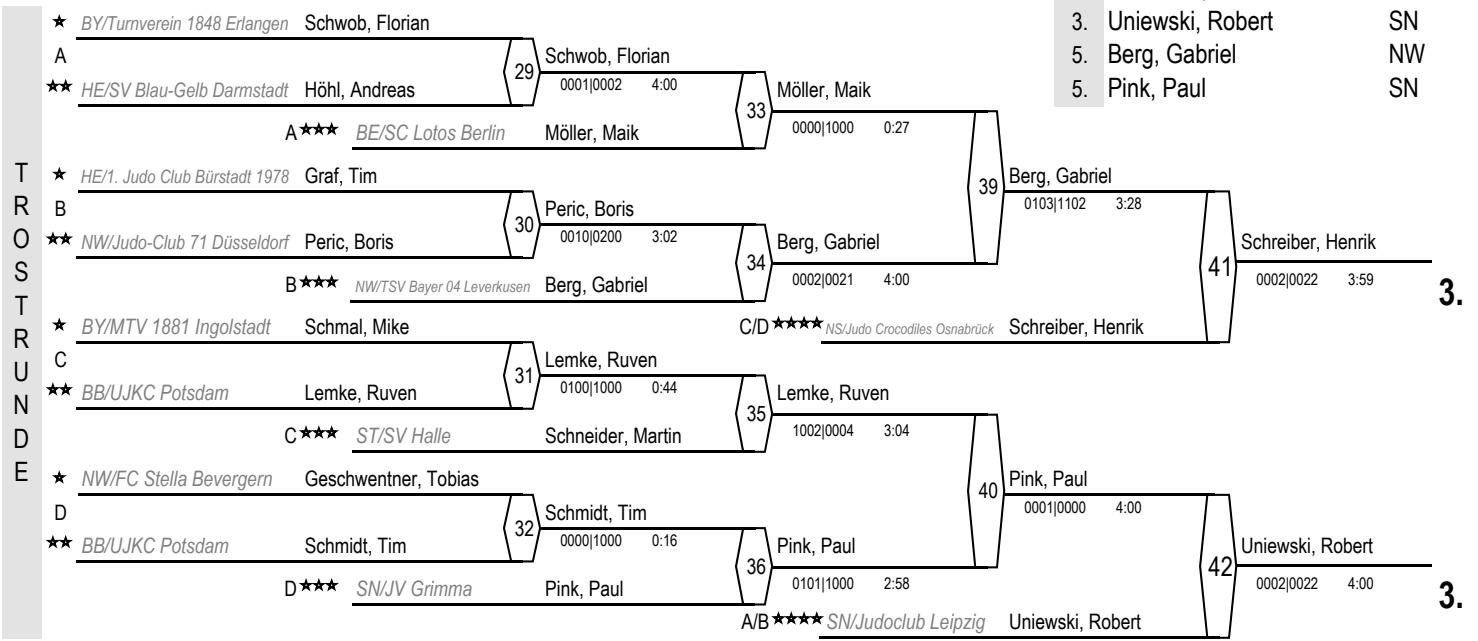 ★ BY/Turnverein 1848 Erlangen Schwob, Florian
A
★★ HE/SV Blau-Gelb Darmstadt Höhl, Andreas
29
Schwob, Florian
0001|0002 4:00
A★★★ BE/SC Lotos Berlin Möller, Maik
33
Möller, Maik
0000|1000 0:27
3. Uniewski, Robert SN
5. Berg, Gabriel NW
5. Pink, Paul SN
TROSTRUNDE
★ HE/1. Judo Club Bürstadt 1978 Graf, Tim
B
★★ NW/Judo-Club 71 Düsseldorf Peric, Boris
30
Peric, Boris
0010|0200 3:02
B★★★ NW/TSV Bayer 04 Leverkusen Berg, Gabriel
34
Berg, Gabriel
0002|0021 4:00
39
Berg, Gabriel
0103|1102 3:28
C/D★★★★ NS/Judo Crocodiles Osnabrück Schreiber, Henrik
41
Schreiber, Henrik
0002|0022 3:59
3.
★ BY/MTV 1881 Ingolstadt Schmal, Mike
C
★★ BB/UJKC Potsdam Lemke, Ruven
31
Lemke, Ruven
0100|1000 0:44
C★★★ ST/SV Halle Schneider, Martin
35
Lemke, Ruven
1002|0004 3:04
★ NW/FC Stella Bevergern Geschwentner, Tobias
D
★★ BB/UJKC Potsdam Schmidt, Tim
32
Schmidt, Tim
0000|1000 0:16
D★★★ SN/JV Grimma Pink, Paul
36
Pink, Paul
0101|1000 2:58
40
Pink, Paul
0001|0000 4:00
A/B★★★★ SN/Judoclub Leipzig Uniewski, Robert
42
Uniewski, Robert
0002|0022 4:00
3.